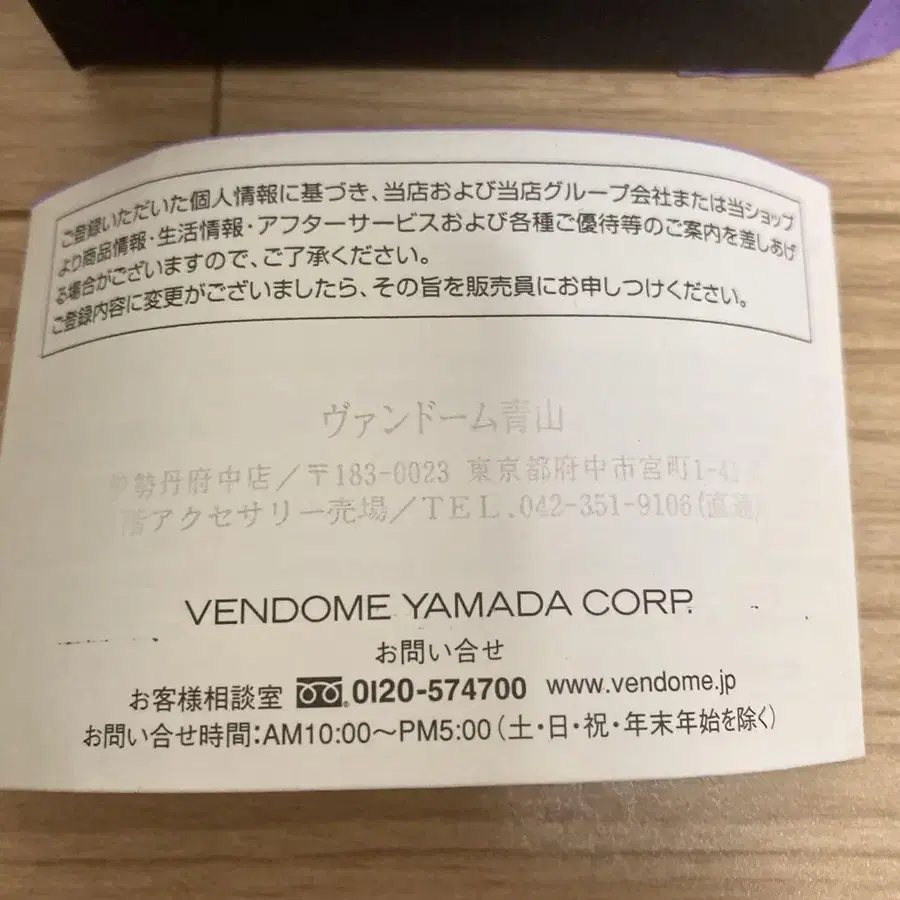 ご登録いただいた個人情報に基づき、当店および当店グループ会社または当ショップ
より商品情報・生活情報・アフターサービスおよび各種ご優待等のご案内を差しあげ
る場合がございますので、ご了承ください。
ご登録内容に変更がございましたら、その旨を販売員にお申しつけください。
ヴァンドーム青山
伊勢丹府中店/〒183-0023 東京都府中市宮町1-4
階アクセサリー売場/TEL.042-351-9106(直通)
VENDOME YAMADA CORP.
お問い合せ
お客様相談室 0120-574700 www.vendome.jp
お問い合せ時間:AM10:00〜PM5:00(土・日・祝・年末年始を除く)